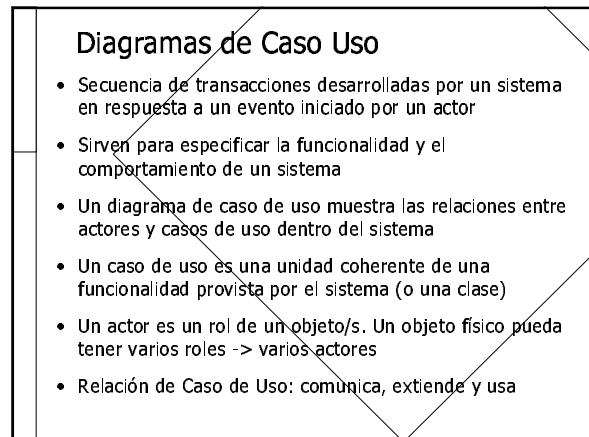 Diagramas de Caso Uso
• Secuencia de transacciones desarrolladas por un sistema
en respuesta a un evento iniciado por un actor
• Sirven para especificar la funcionalidad y el
comportamiento de un sistema
• Un diagrama de caso de uso muestra las relaciones entre
actores y casos de uso dentro del sistema
• Un caso de uso es una unidad coherente de una
funcionalidad provista por el sistema (o una clase)
• Un actor es un rol de un objeto/s. Un objeto físico pueda
tener varios roles -> varios actores
• Relación de Caso de Uso: comunica, extiende y usa